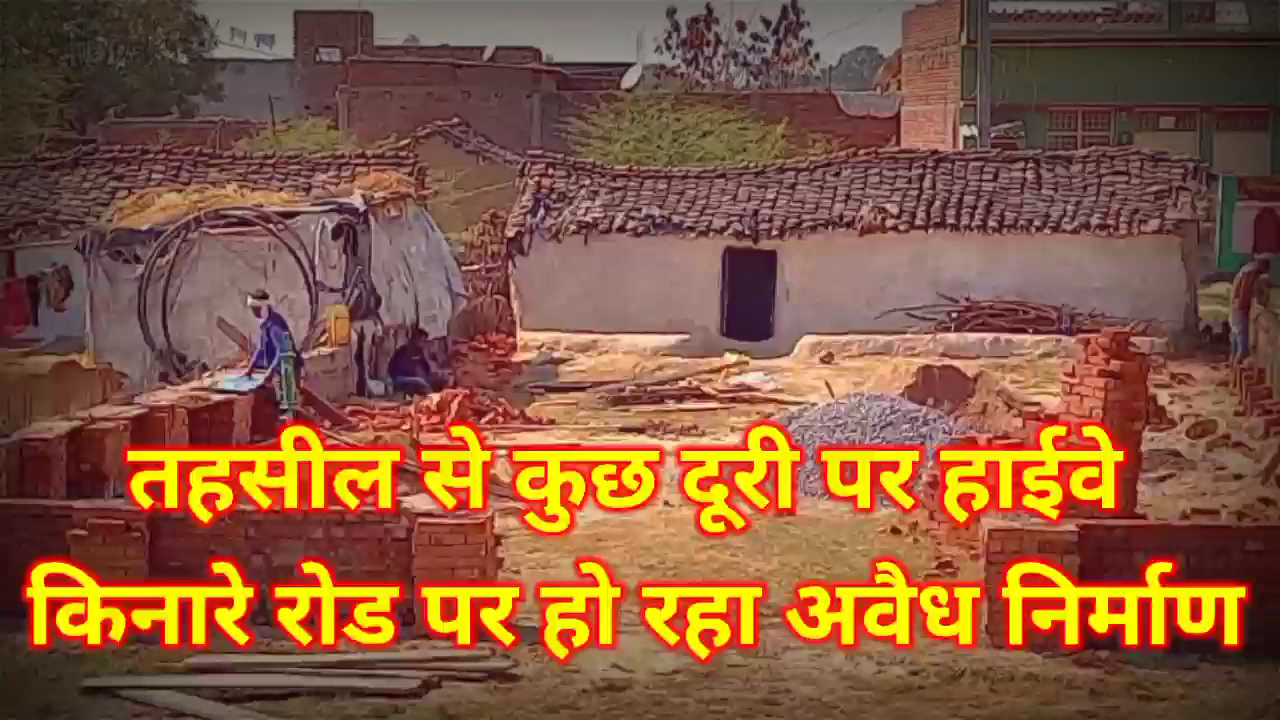 तहसील से कुछ दूरी पर हाईवे
किनारे रोड पर हो रहा अवैध निर्माण